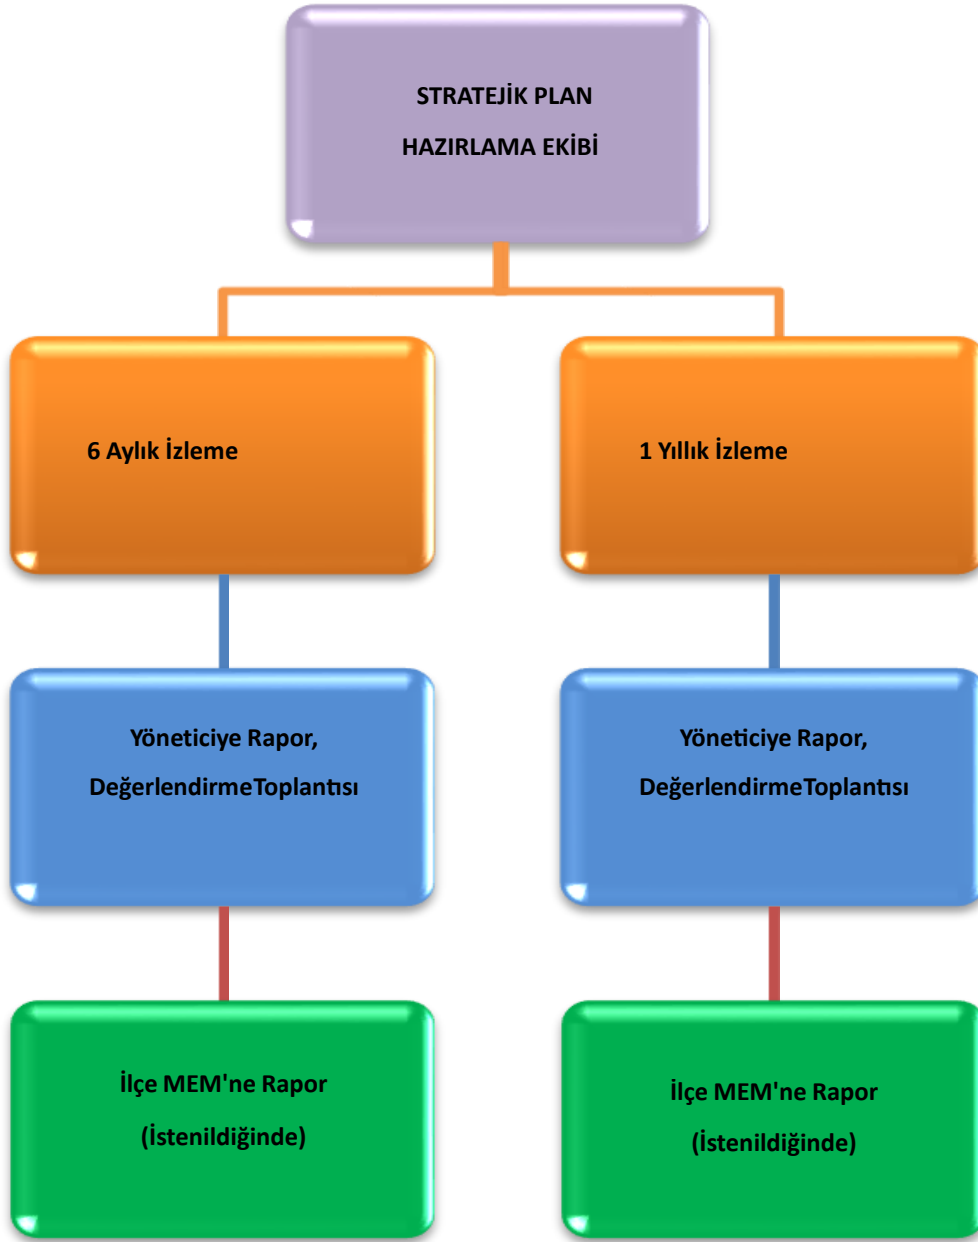 STRATEJİK PLAN
HAZIRLAMA EKİBİ
6 Aylık İzleme
1 Yıllık İzleme
Yöneticiye Rapor,
DeğerlendirmeToplantısı
Yöneticiye Rapor,
DeğerlendirmeToplantısı
İlçe MEM'ne Rapor
(İstenildiğinde)
İlçe MEM'ne Rapor
(İstenildiğinde)